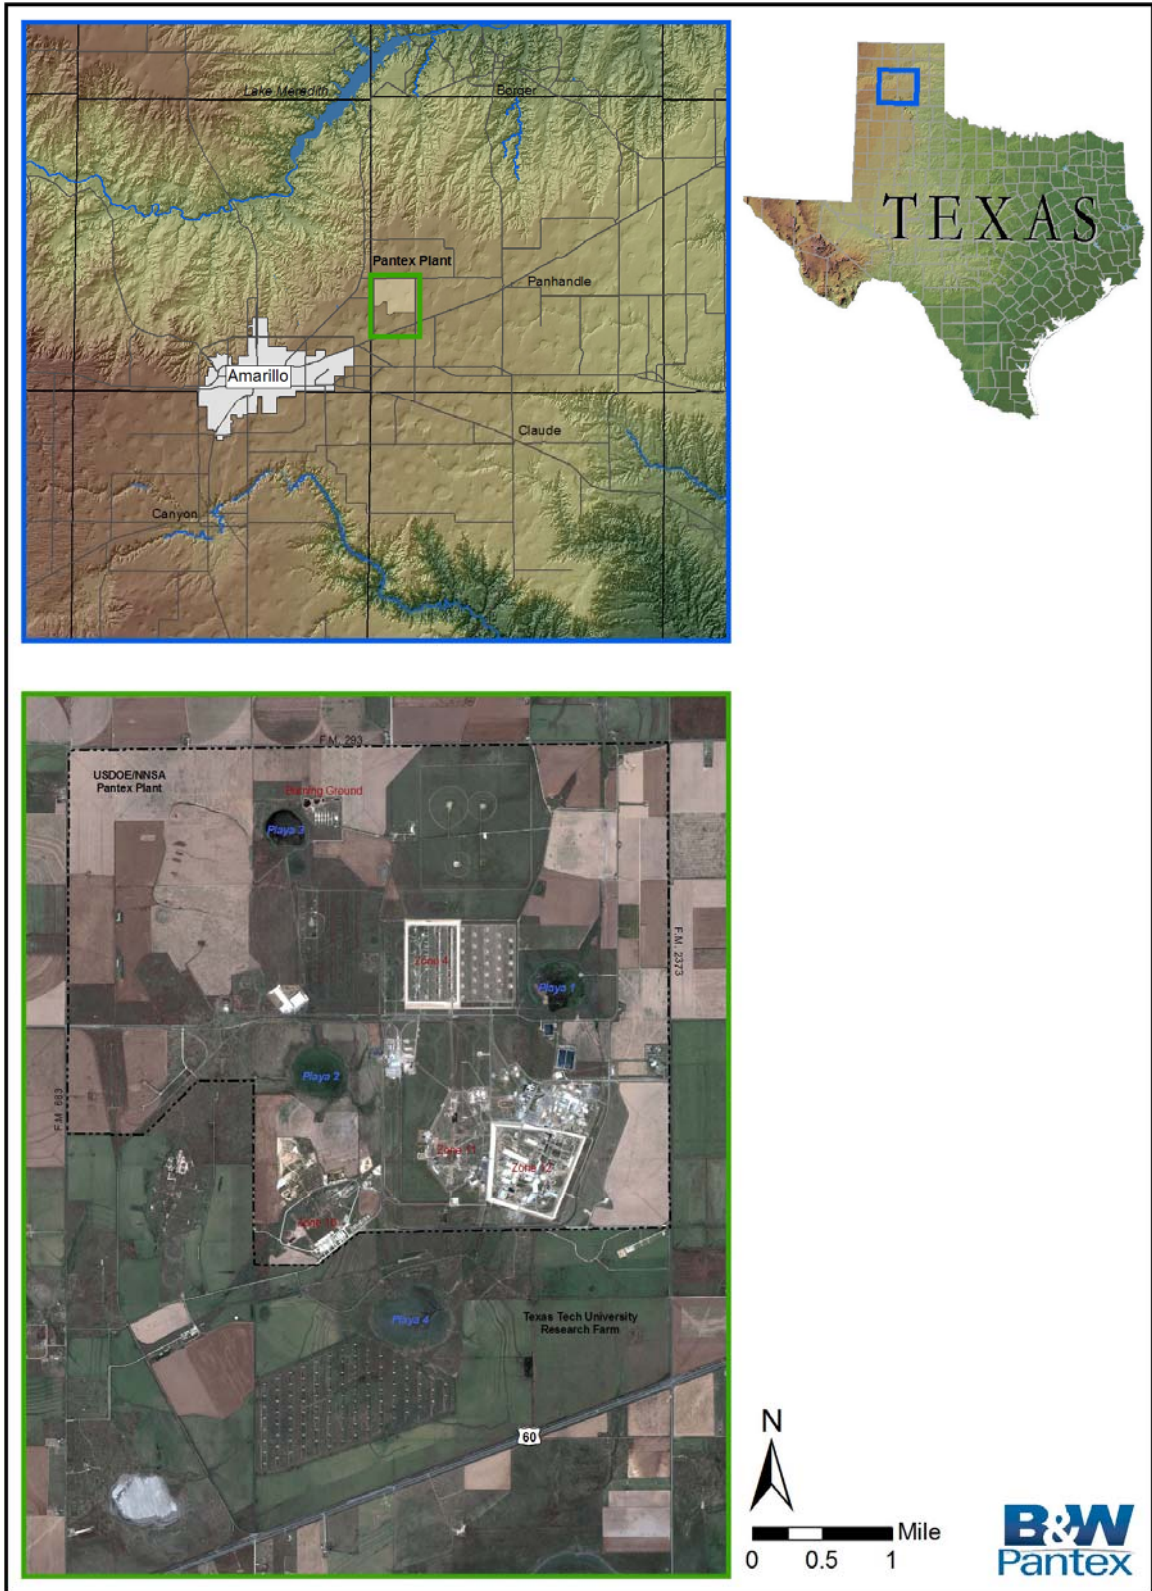 Lake Meredith
Borger
Pantex Plant
Panhandle
Amarillo
Claude
Canyon
TEXAS
F.M. 293
USDOE/NNSA
Pantex Plant
Burning Ground
Playa 3
Zone 4
Playa 1
F.M. 2373
Playa 2
F.M. 683
Zone 11
Zone 12
Zone 10
Playa 4
Texas Tech University
Research Farm
60
N
Mile
0 0.5 1
B&W
Pantex